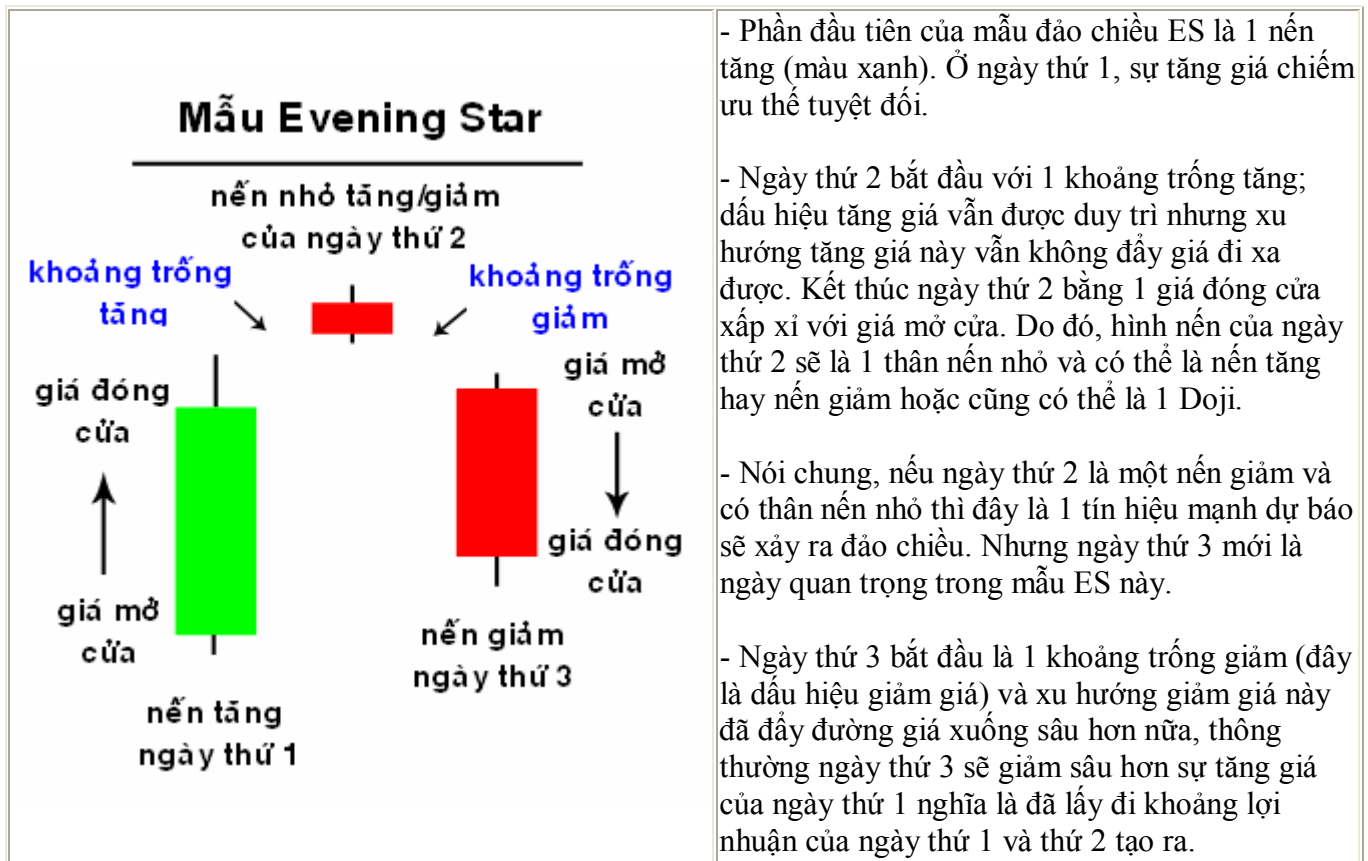 Mẫu Evening Star
nến nhỏ tăng/giảm
của ngày thứ 2
khoảng trống
tăng
khoảng trống
giảm
giá đóng
cửa
giá mở
cửa
nến tăng
ngày thứ 1
giá mở
cửa
giá đóng
cửa
nến giảm
ngày thứ 3
- Phần đầu tiên của mẫu đảo chiều ES là 1 nến
tăng (màu xanh). Ở ngày thứ 1, sự tăng giá chiếm
ưu thế tuyệt đối.
- Ngày thứ 2 bắt đầu với 1 khoảng trống tăng;
dấu hiệu tăng giá vẫn được duy trì nhưng xu
hướng tăng giá này vẫn không đẩy giá đi xa
được. Kết thúc ngày thứ 2 bằng 1 giá đóng cửa
xấp xỉ với giá mở cửa. Do đó, hình nến của ngày
thứ 2 sẽ là 1 thân nến nhỏ và có thể là nến tăng
hay nến giảm hoặc cũng có thể là 1 Doji.
- Nói chung, nếu ngày thứ 2 là một nến giảm và
có thân nến nhỏ thì đây là 1 tín hiệu mạnh dự báo
sẽ xảy ra đảo chiều. Nhưng ngày thứ 3 mới là
ngày quan trọng trong mẫu ES này.
- Ngày thứ 3 bắt đầu là 1 khoảng trống giảm (đây
là dấu hiệu giảm giá) và xu hướng giảm giá này
đã đẩy đường giá xuống sâu hơn nữa, thông
thường ngày thứ 3 sẽ giảm sâu hơn sự tăng giá
của ngày thứ 1 nghĩa là đã lấy đi khoảng lợi
nhuận của ngày thứ 1 và thứ 2 tạo ra.